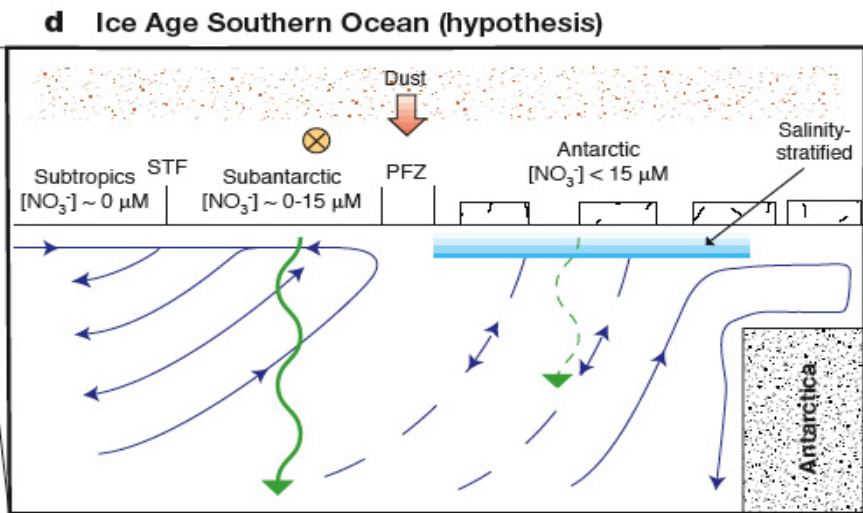 d Ice Age Southern Ocean (hypothesis)
Dust
Salinity-
stratified
STF
PFZ
Subtropics
[NO₃⁻] ~ 0 µM
Subantarctic
[NO₃⁻] ~ 0-15 µM
Antarctic
[NO₃⁻] < 15 µM
Antarctica